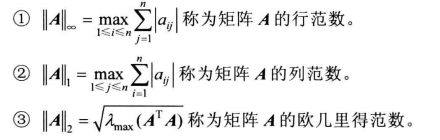 ① ‖A‖∞ = max_{1≤i≤n} ∑_{j=1}^{n} |a_{ij}| 称为矩阵 A 的行范数。
② ‖A‖₁ = max_{1≤j≤n} ∑_{i=1}^{n} |a_{ij}| 称为矩阵 A 的列范数。
③ ‖A‖₂ = √(λ_{max}(AᵀA)) 称为矩阵 A 的欧几里得范数。